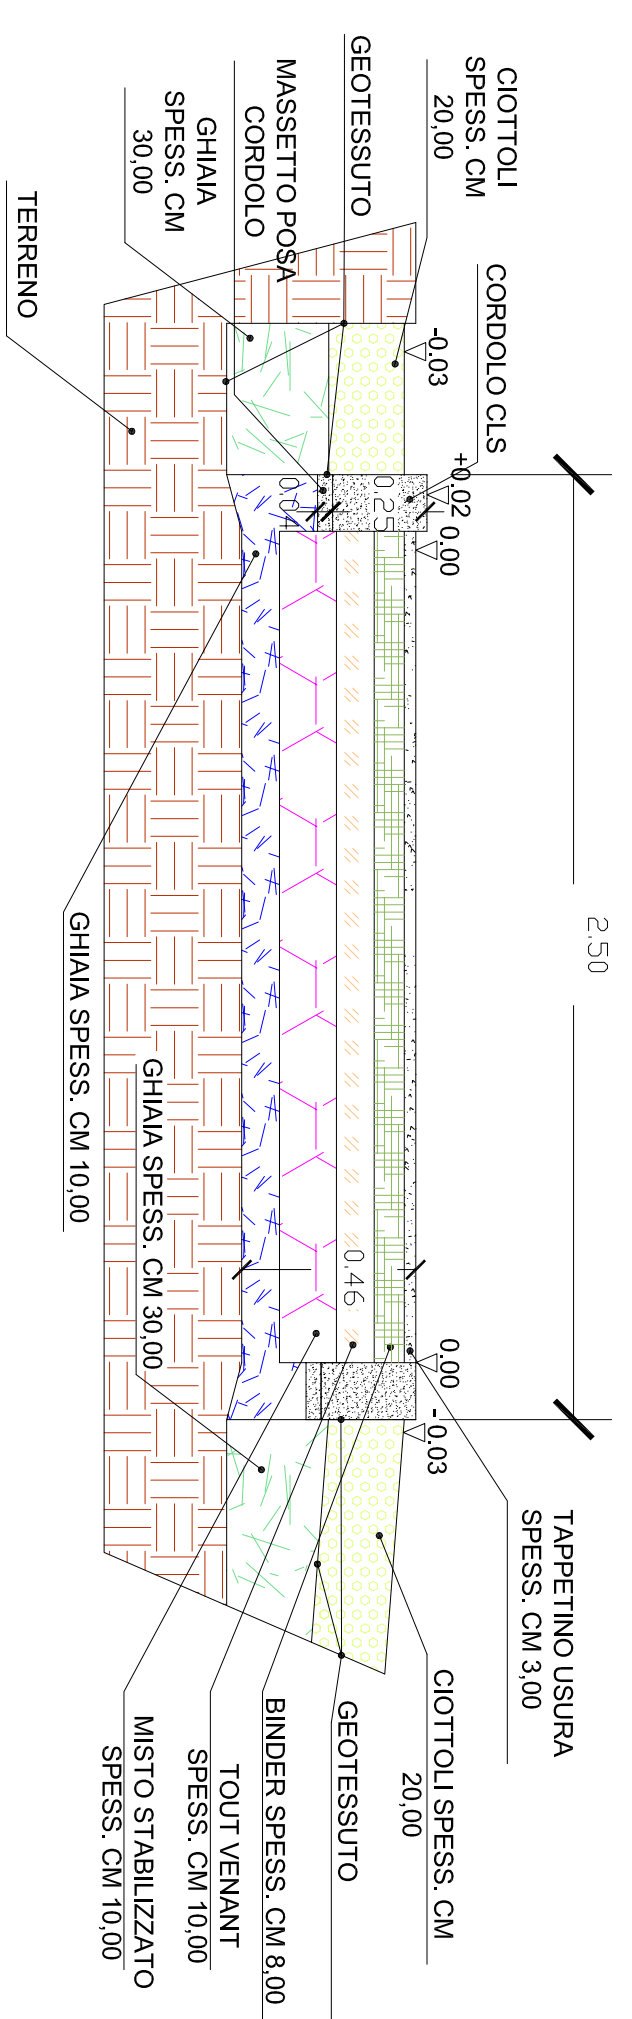 CIOTTOLI
SPESS. CM
20,00
GEOTESSUTO
MASSETTO POSA
CORDOLO
GHIAIA
SPESS. CM
30,00
TERRENO
CORDOLO CLS
-0.03
+0.02
0.00
0.25
0.04
2.50
GHIAIA SPESS. CM 10,00
GHIAIA SPESS. CM 30,00
0.46
0.00
- 0.03
TAPPETINO USURA
SPESS. CM 3,00
CIOTTOLI SPESS. CM
20,00
GEOTESSUTO
BINDER SPESS. CM 8,00
TOUT VENANT
SPESS. CM 10,00
MISTO STABILIZZATO
SPESS. CM 10,00